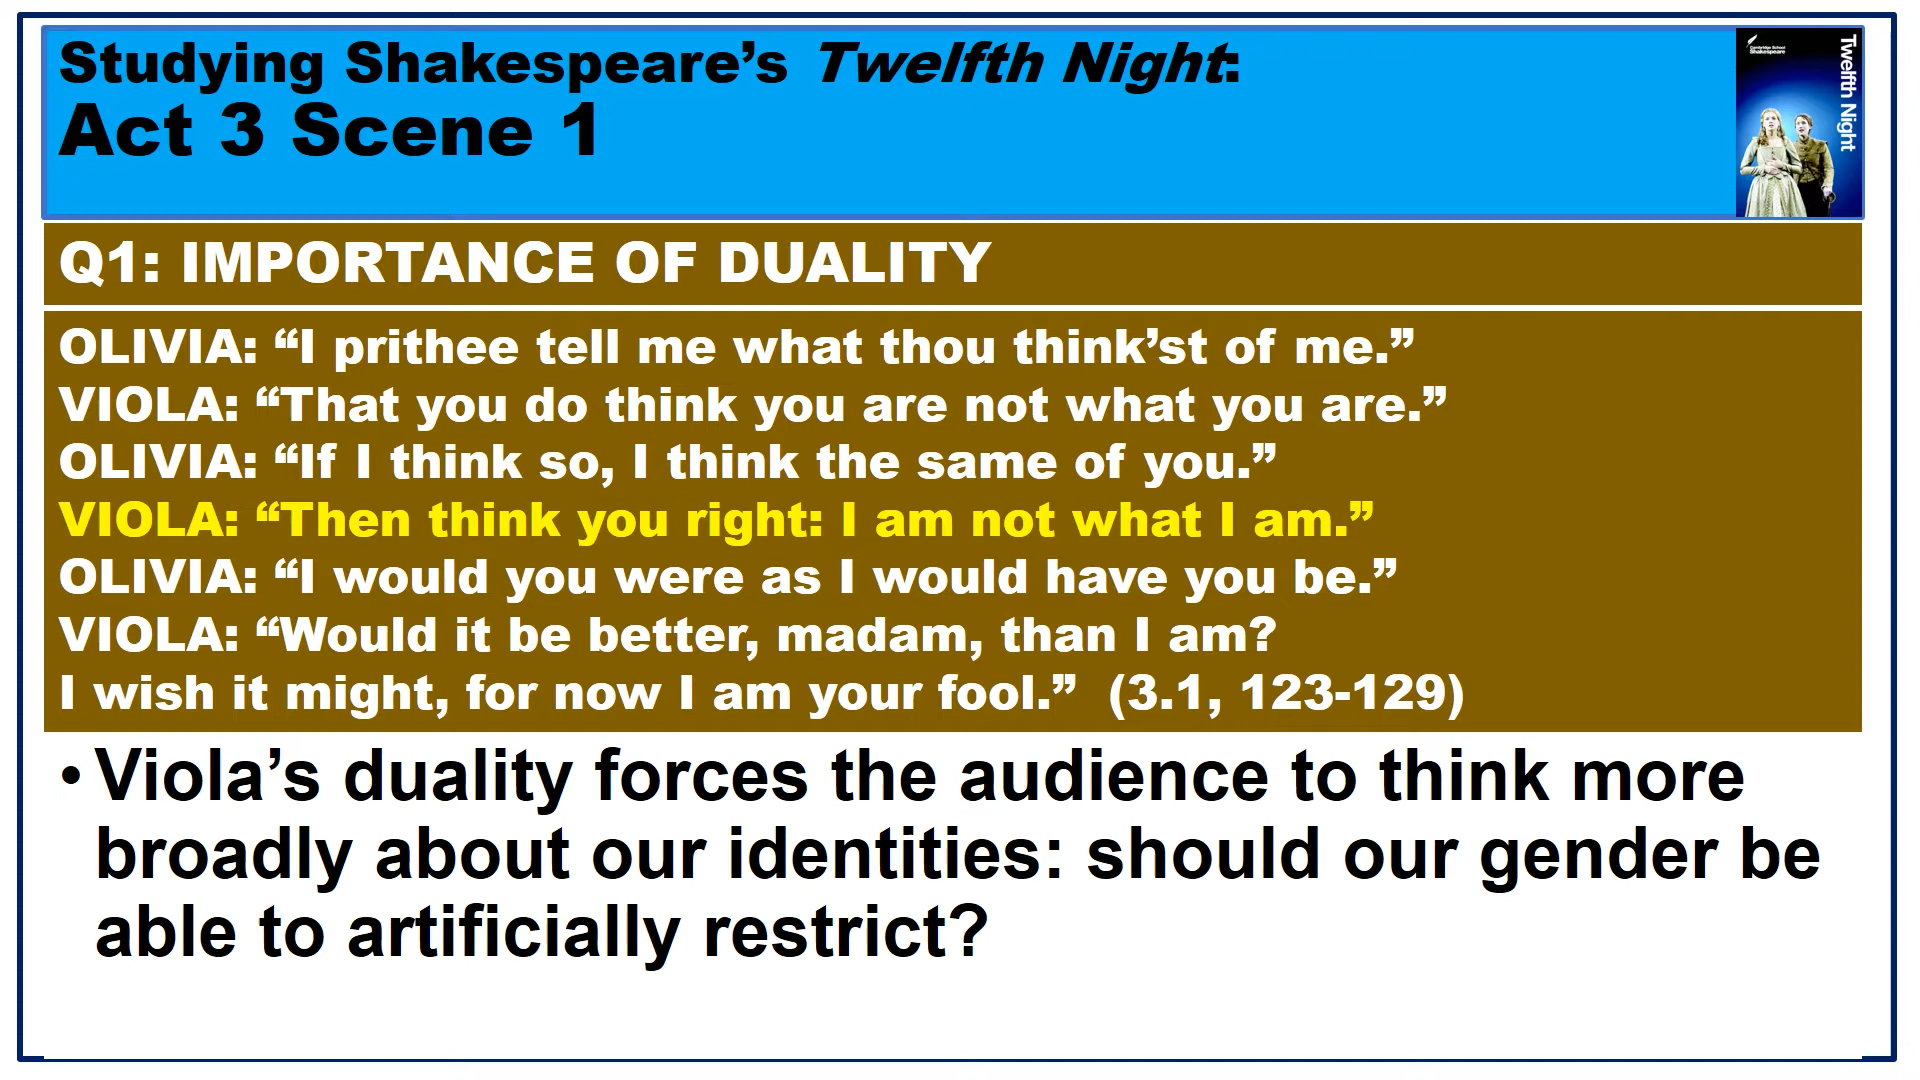 Studying Shakespeare’s Twelfth Night:
Act 3 Scene 1
Cambridge School
Shakespeare
Twelfth Night
Q1: IMPORTANCE OF DUALITY
OLIVIA: “I prithee tell me what thou think’st of me.”
VIOLA: “That you do think you are not what you are.”
OLIVIA: “If I think so, I think the same of you.”
VIOLA: “Then think you right: I am not what I am.”
OLIVIA: “I would you were as I would have you be.”
VIOLA: “Would it be better, madam, than I am?
I wish it might, for now I am your fool.” (3.1, 123-129)
• Viola’s duality forces the audience to think more
broadly about our identities: should our gender be
able to artificially restrict?